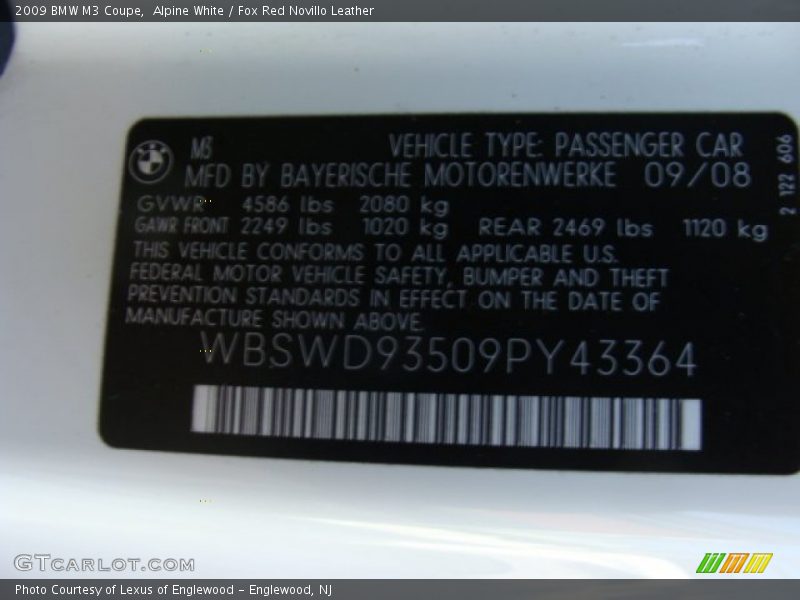 2009 BMW M3 Coupe,  Alpine White / Fox Red Novillo Leather
M3 VEHICLE TYPE: PASSENGER CAR
MFD BY BAYERISCHE MOTORENWERKE 09/08
GVWR 4586 lbs 2080 kg
GAWR FRONT 2249 lbs 1020 kg REAR 2469 lbs 1120 kg
THIS VEHICLE CONFORMS TO ALL APPLICABLE U.S.
FEDERAL MOTOR VEHICLE SAFETY, BUMPER AND THEFT
PREVENTION STANDARDS IN EFFECT ON THE DATE OF
MANUFACTURE SHOWN ABOVE.
WBSWD93509PY43364
2 122 606
GTCARLOT.COM
Photo Courtesy of Lexus of Englewood – Englewood, NJ